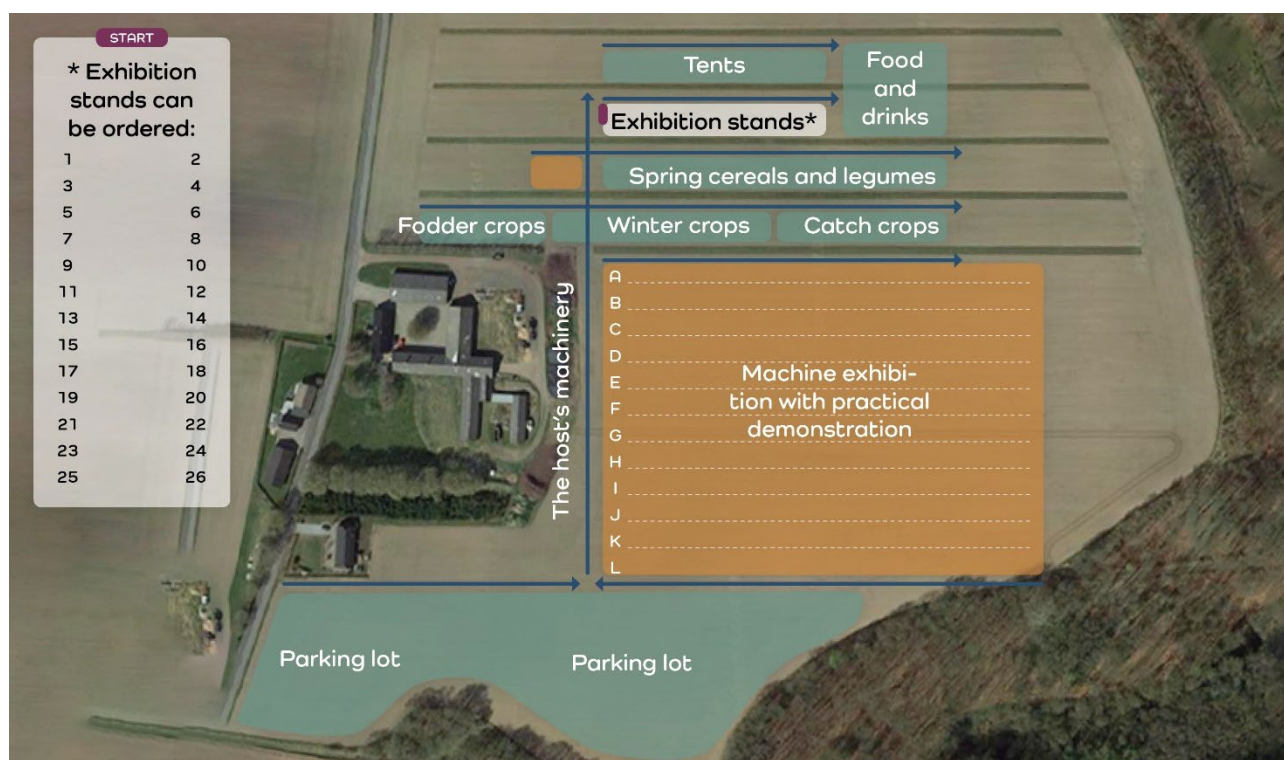 START
* Exhibition
stands can
be ordered:
1 2
3 4
5 6
7 8
9 10
11 12
13 14
15 16
17 18
19 20
21 22
23 24
25 26
Tents
Food
and
drinks
Exhibition stands*
Spring cereals and legumes
Fodder crops
Winter crops
Catch crops
The host's machinery
A
B
C
D
E
F
G
H
I
J
K
L
Machine exhibi-
tion with practical
demonstration
Parking lot
Parking lot